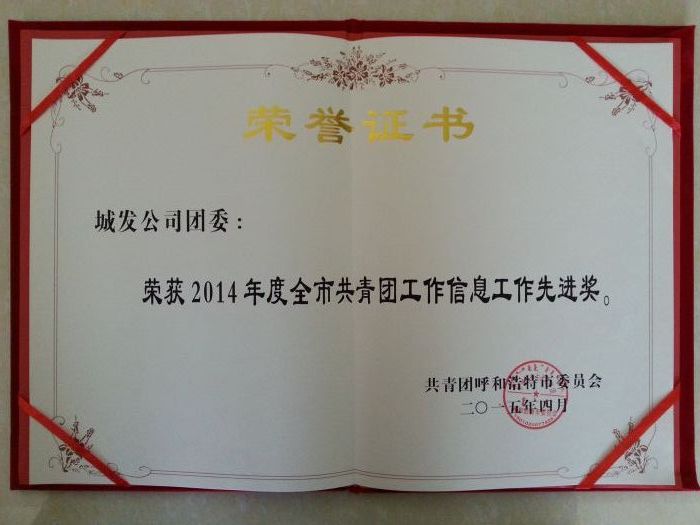 荣誉证书
城发公司团委：
荣获2014年度全市共青团工作信息工作先进奖。
共青团呼和浩特市委员会
二〇一五年四月